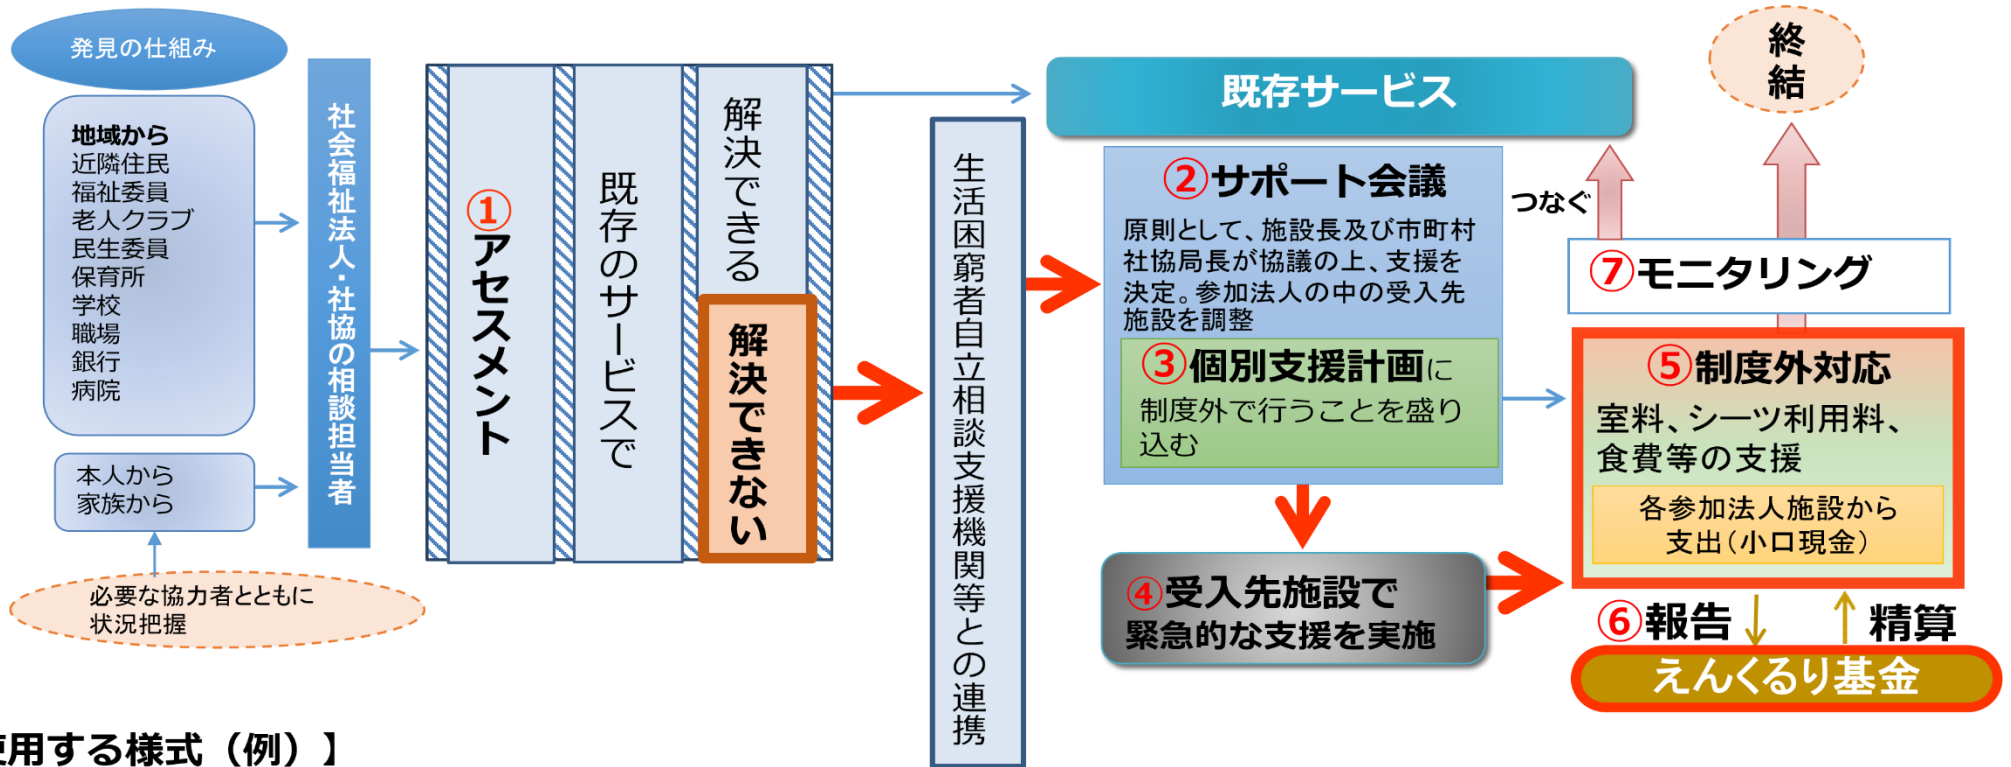 発見の仕組み
地域から
近隣住民
福祉委員
老人クラブ
民生委員
保育所
学校
職場
銀行
病院
本人から
家族から
必要な協力者とともに
状況把握
社会福祉法人・社協の相談担当者
①アセスメント
既存のサービスで
解決できる
解決できない
生活困窮者自立相談支援機関等との連携
既存サービス
②サポート会議
原則として、施設長及び市町村
社協局長が協議の上、支援を
決定。参加法人の中の受入先
施設を調整
③個別支援計画に
制度外で行うことを盛り
込む
④受入先施設で
緊急的な支援を実施
つなぐ
終
結
⑦モニタリング
⑤制度外対応
室料、シーツ利用料、
食費等の支援
各参加法人施設から
支出(小口現金)
⑥報告
精算
えんくるり基金
使用する様式(例)】